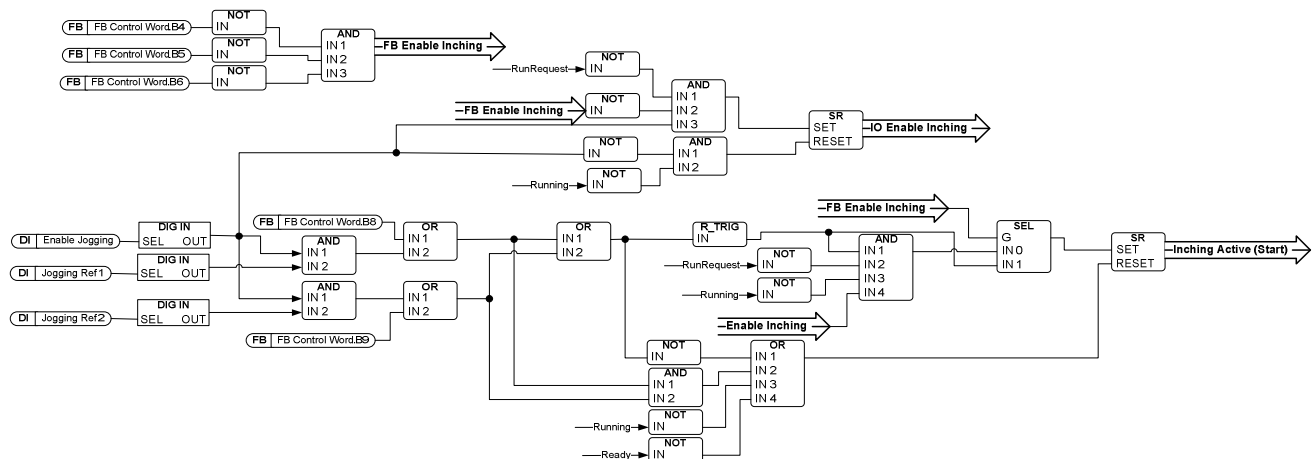 FB FB Control Word.B4
NOT
IN
FB FB Control Word.B5
NOT
IN
FB FB Control Word.B6
NOT
IN
AND
IN 1
IN 2
IN 3
FB Enable Inching
RunRequest
NOT
IN
FB Enable Inching
NOT
IN
AND
IN 1
IN 2
IN 3
NOT
IN
Running
NOT
IN
AND
IN 1
IN 2
SR
SET
RESET
IO Enable Inching
DI Enable Jogging
DIG IN
SEL OUT
DI Jogging Ref1
DIG IN
SEL OUT
DI Jogging Ref2
DIG IN
SEL OUT
FB FB Control Word.B8
AND
IN 1
IN 2
OR
IN 1
IN 2
AND
IN 1
IN 2
OR
IN 1
IN 2
FB FB Control Word.B9
OR
IN 1
IN 2
R_TRIG
IN
RunRequest
NOT
IN
Running
NOT
IN
Enable Inching
AND
IN 1
IN 2
IN 3
IN 4
FB Enable Inching
SEL
G
IN 0
IN 1
SR
SET
RESET
Inching Active (Start)
NOT
IN
AND
IN 1
IN 2
Running
NOT
IN
Ready
NOT
IN
OR
IN 1
IN 2
IN 3
IN 4